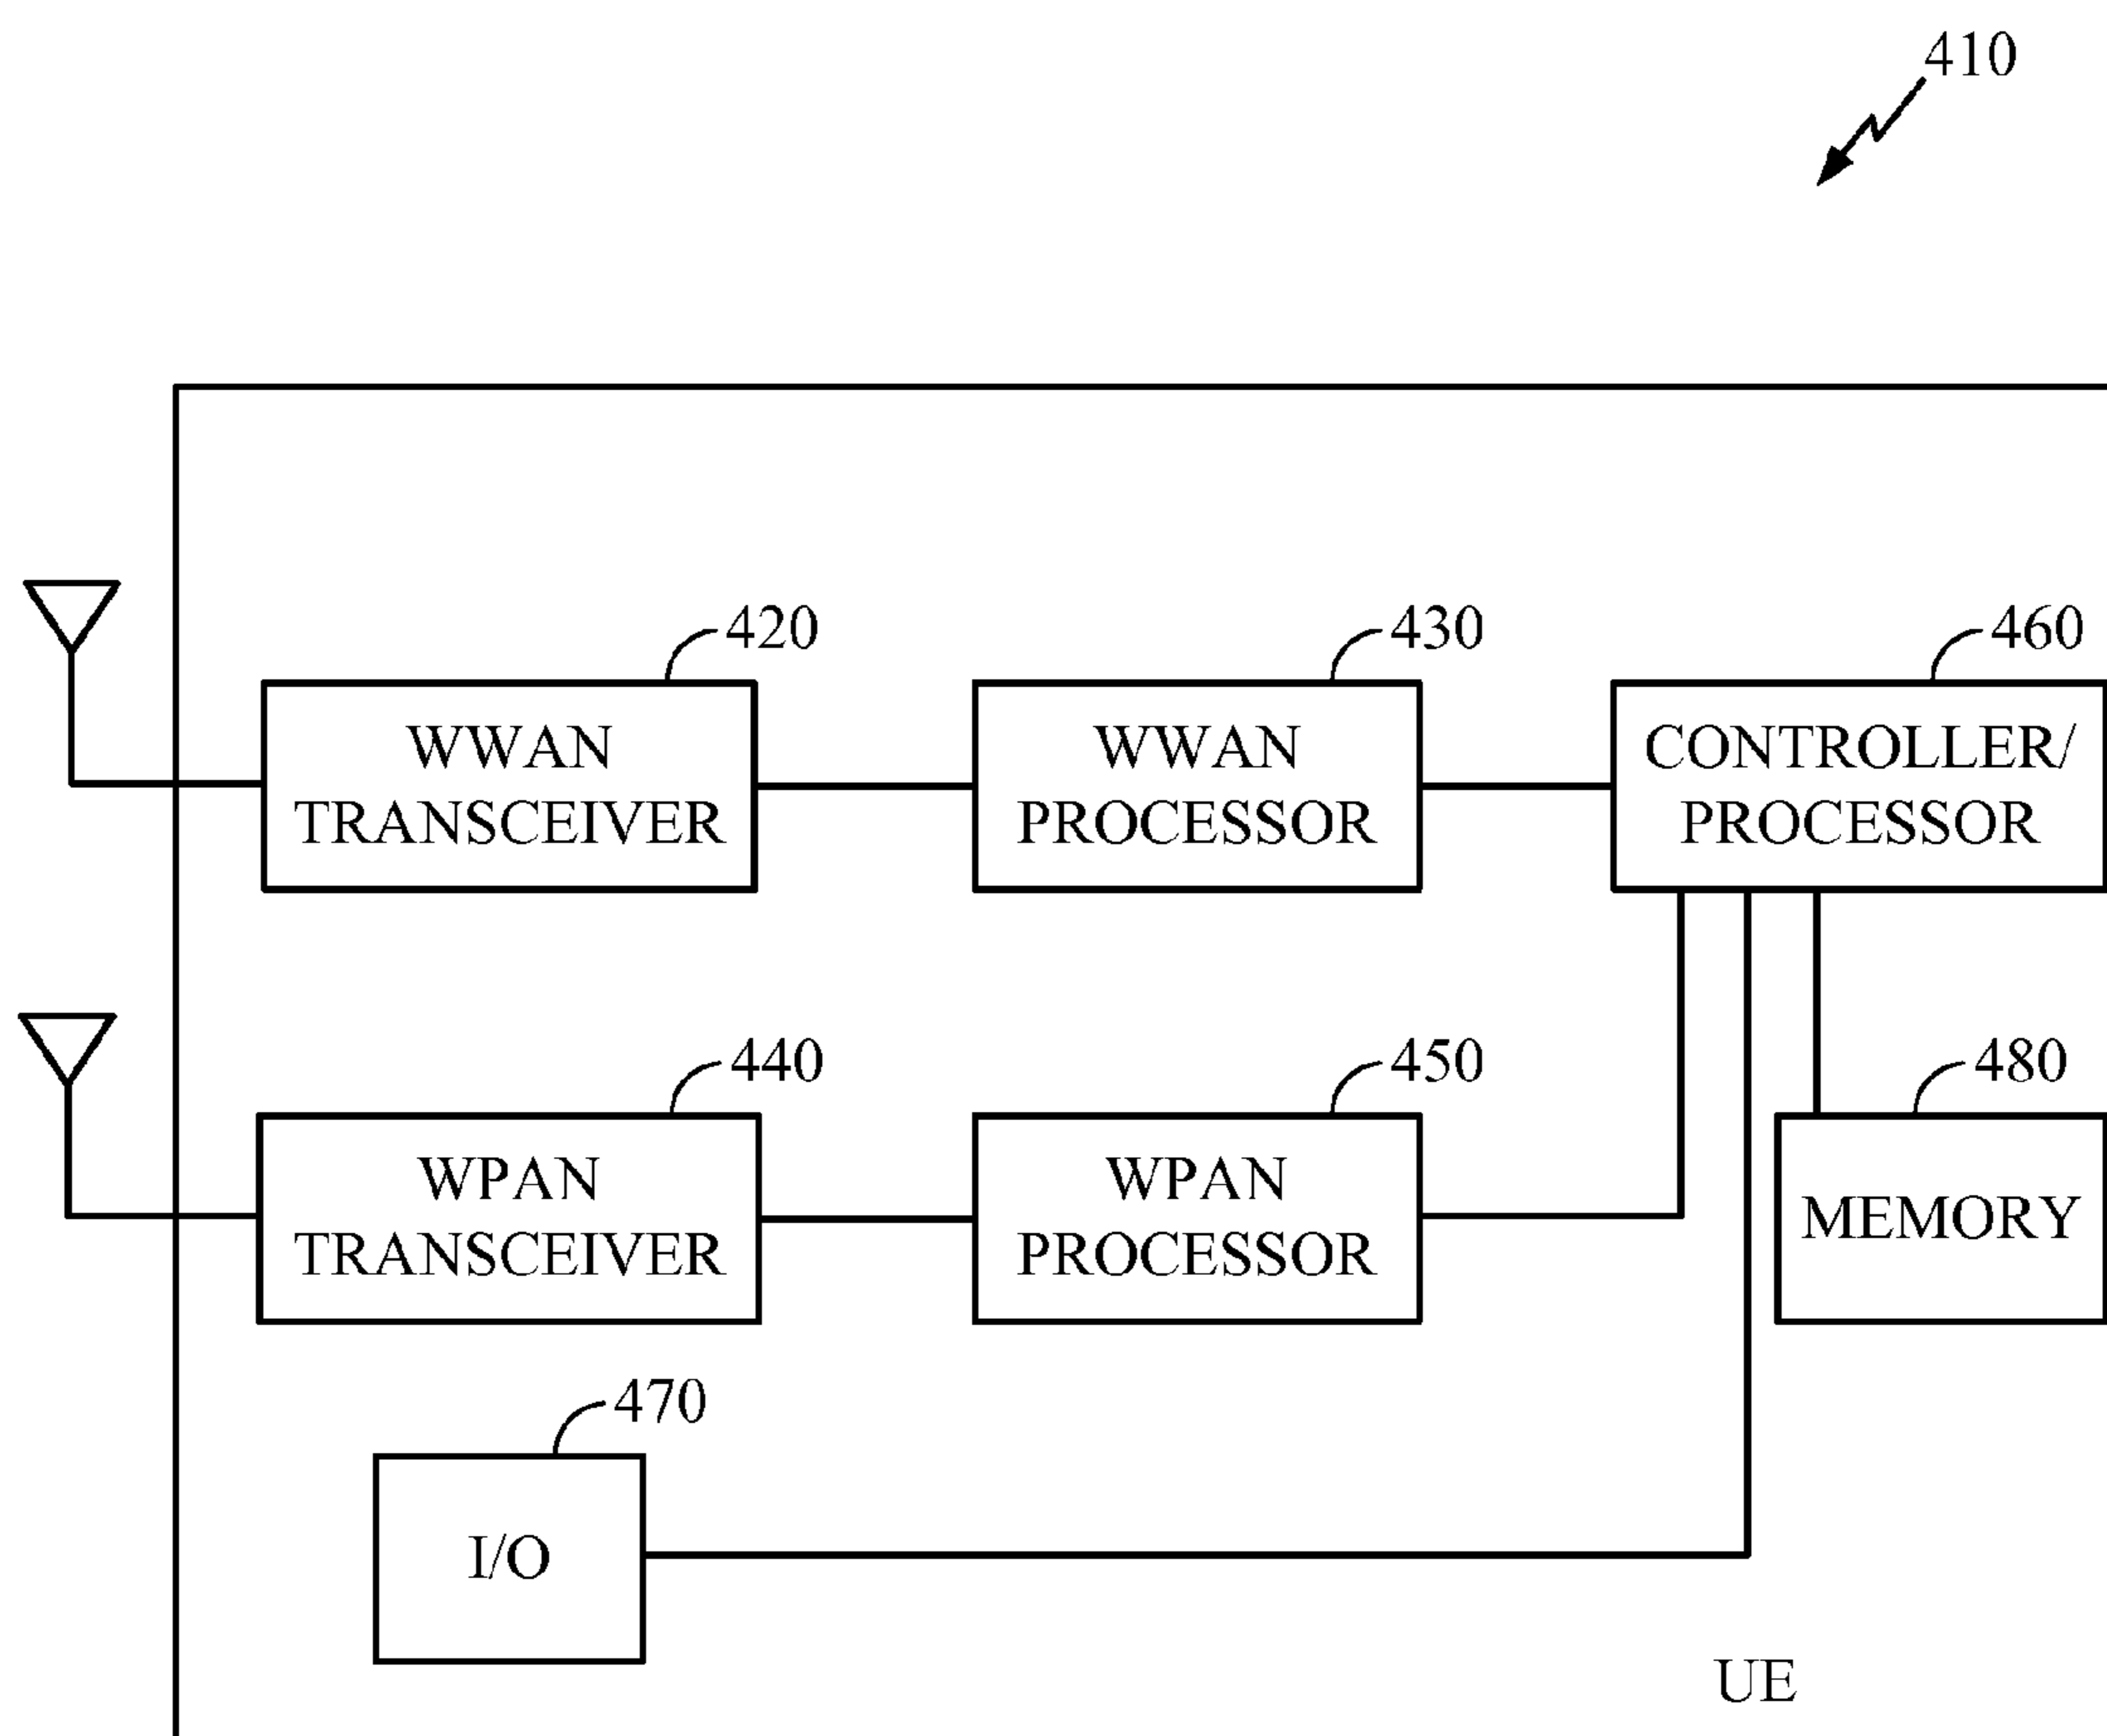 410
420
430
460
WWAN
TRANSCEIVER
WWAN
PROCESSOR
CONTROLLER/
PROCESSOR
440
450
480
WPAN
TRANSCEIVER
WPAN
PROCESSOR
MEMORY
470
I/O
UE